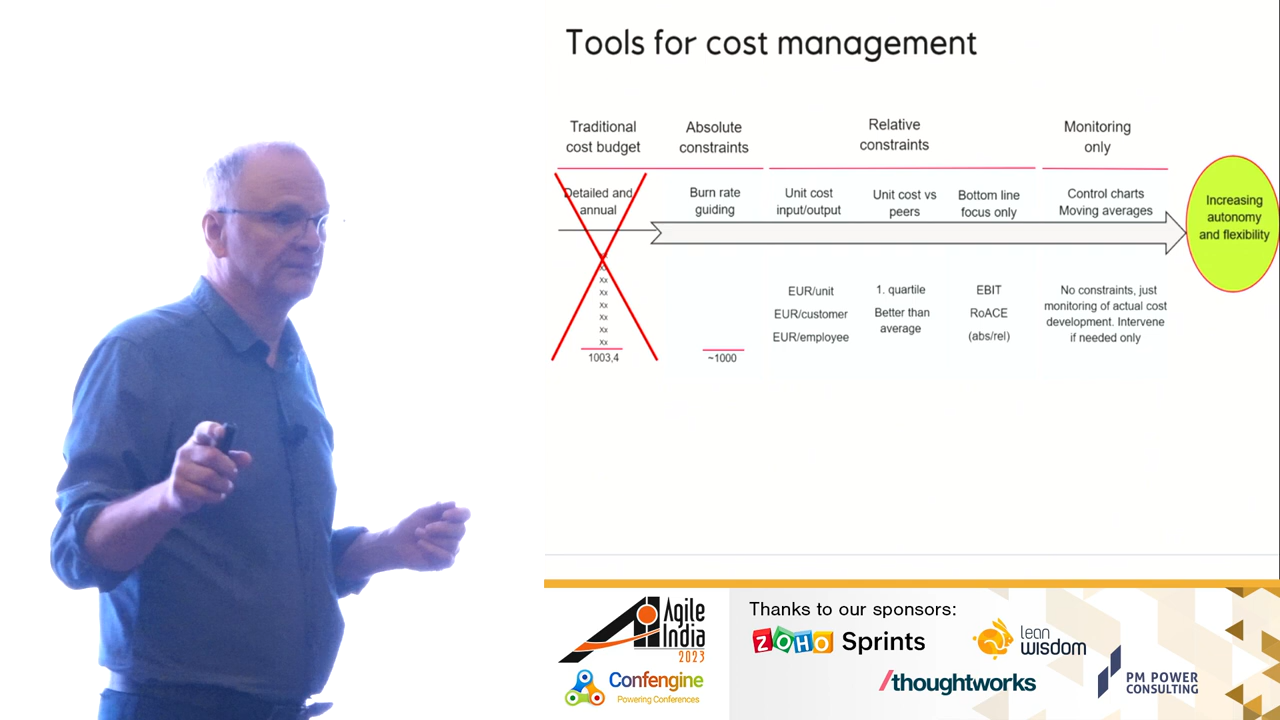 Tools for cost management
Traditional
cost budget
Absolute
constraints
Relative
constraints
Monitoring
only
Detailed and
annual
Burn rate
guiding
Unit cost
input/output
Unit cost vs
peers
Bottom line
focus only
Control charts
Moving averages
Increasing
autonomy
and flexibility
Xx
Xx
Xx
Xx
Xx
Xx
1003,4
~1000
EUR/unit
EUR/customer
EUR/employee
1. quartile
Better than
average
EBIT
RoACE
(abs/rel)
No constraints, just
monitoring of actual cost
development. Intervene
if needed only
Agile
India
2023
Confengine
Powering Conferences
Thanks to our sponsors:
ZOHO Sprints
lean
wisdom
/thoughtworks
PM POWER
CONSULTING